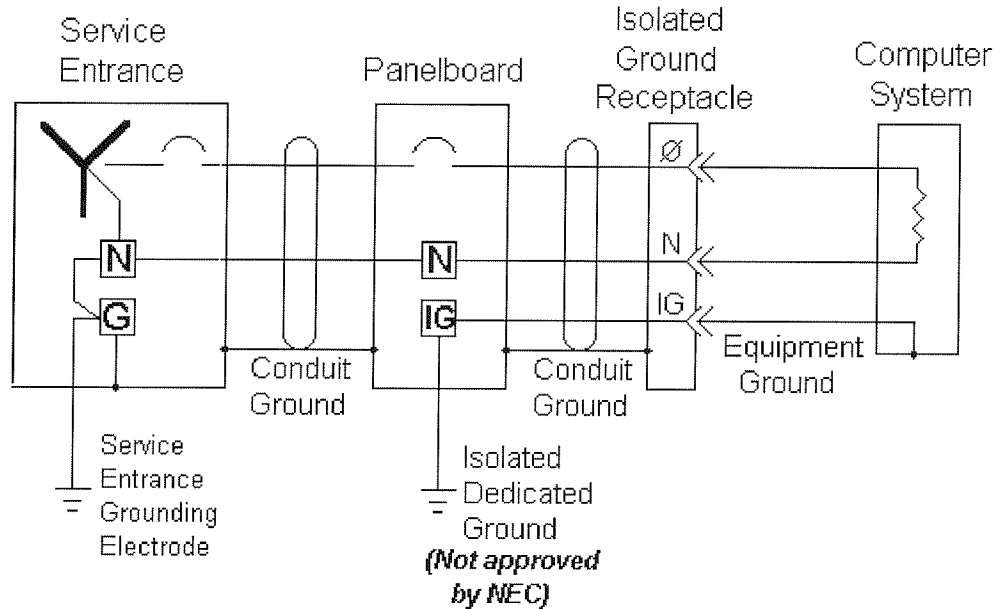 Service
Entrance
Panelboard
Isolated
Ground
Receptacle
Computer
System
Ø
N
N
N
G
IG
IG
Equipment
Ground
Conduit
Ground
Conduit
Ground
Service
Entrance
Grounding
Electrode
Isolated
Dedicated
Ground
(Not approved
by NEC)